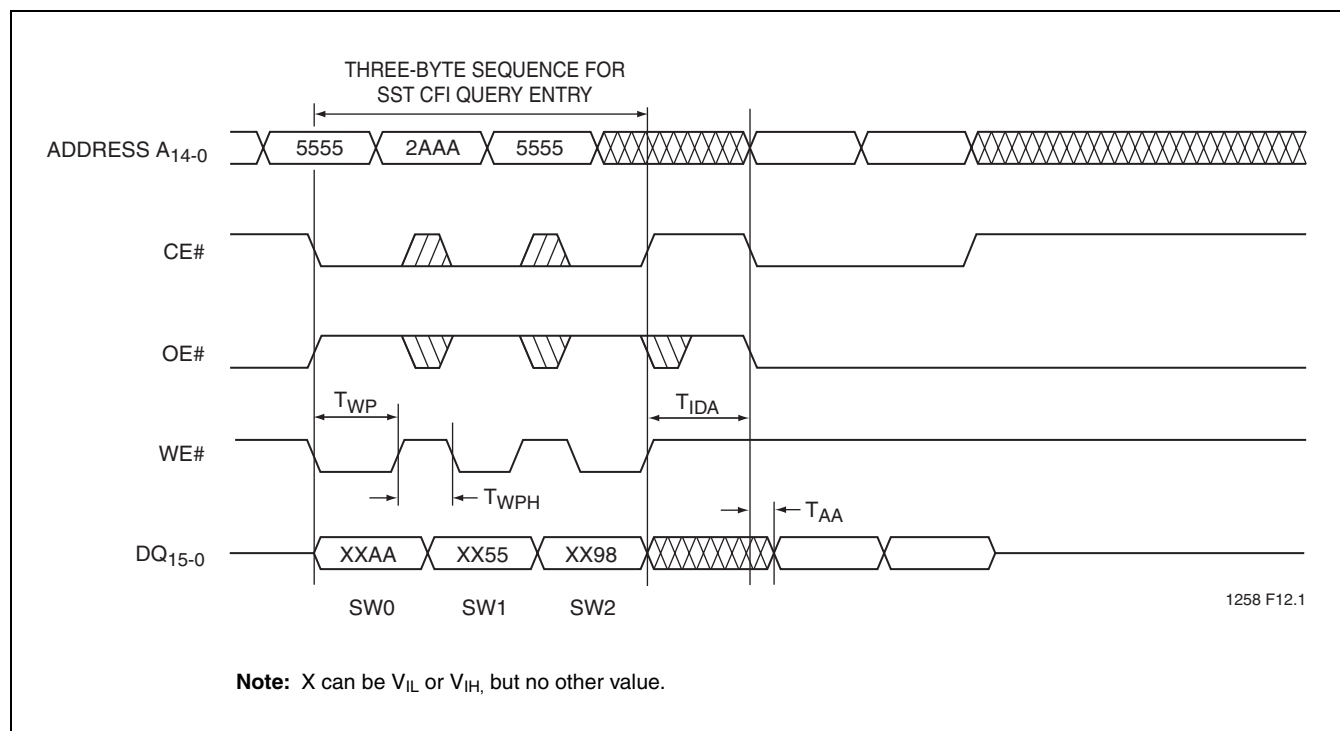 THREE-BYTE SEQUENCE FOR
SST CFI QUERY ENTRY
ADDRESS A14-0
5555 2AAA 5555
CE#
OE#
TWP TIDA
WE#
TWPH TAA
DQ15-0
XXAA XX55 XX98
SW0 SW1 SW2
1258 F12.1
Note: X can be VIL or VIH, but no other value.